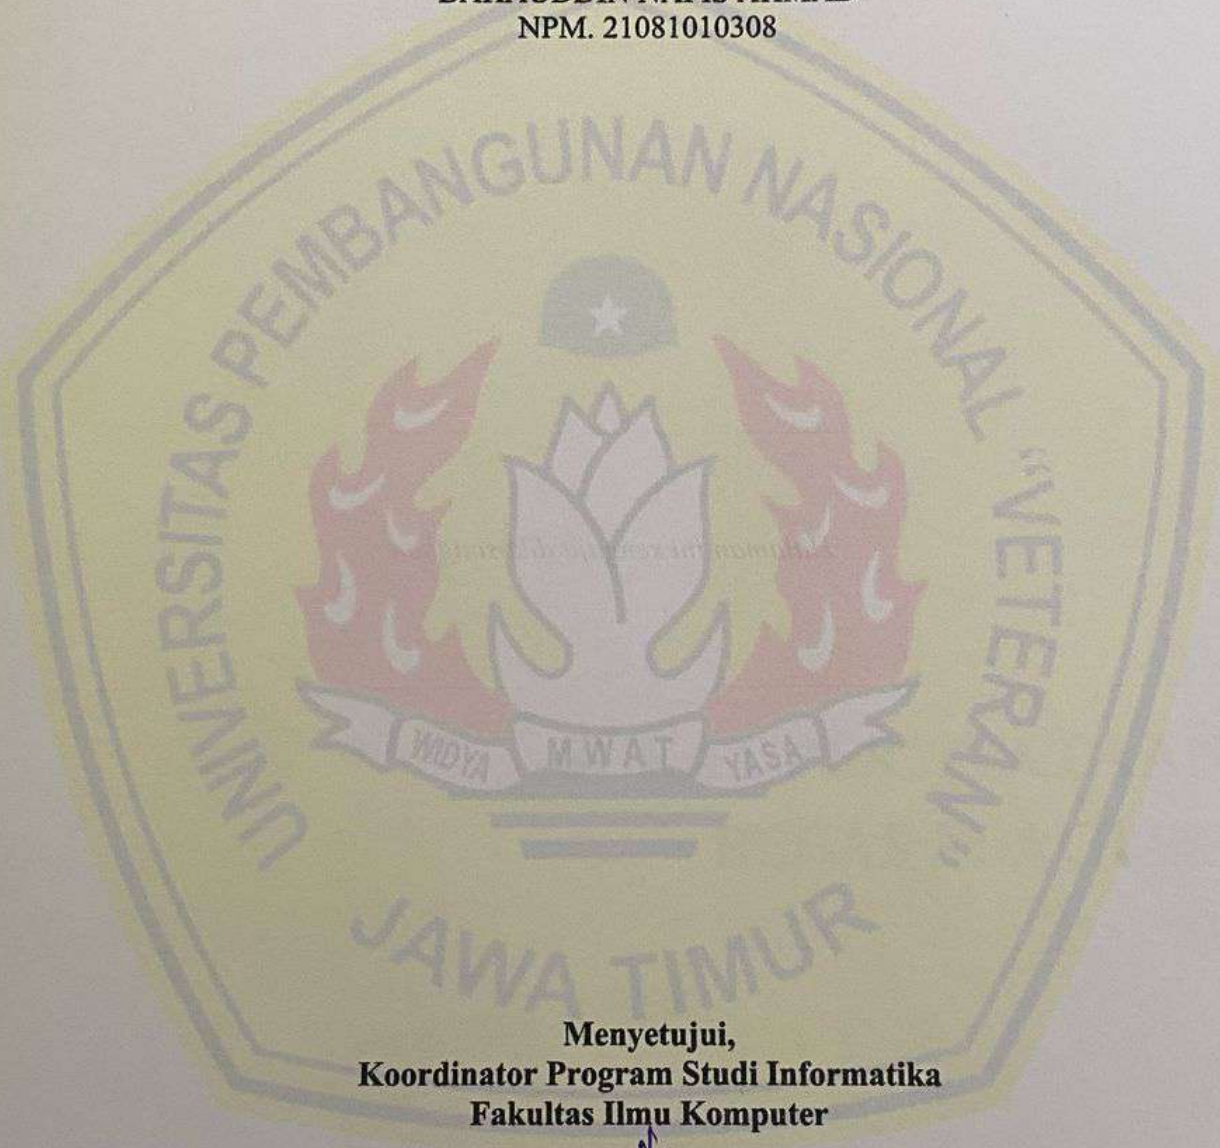 NPM. 21081010308
UNIVERSITAS PEMBANGUNAN NASIONAL “VETERAN”
WIDYA MWAT YASA
JAWA TIMUR
Menyetujui,
Koordinator Program Studi Informatika
Fakultas Ilmu Komputer